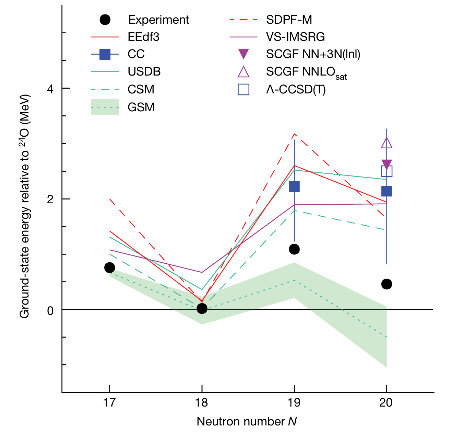 Experiment
EEdf3
CC
USDB
CSM
GSM
SDPF-M
VS-IMSRG
SCGF NN+3N(lnl)
SCGF NNLOsat
Λ-CCSD(T)
Ground-state energy relative to ²⁴O (MeV)
4
2
0
17
18
19
20
Neutron number N